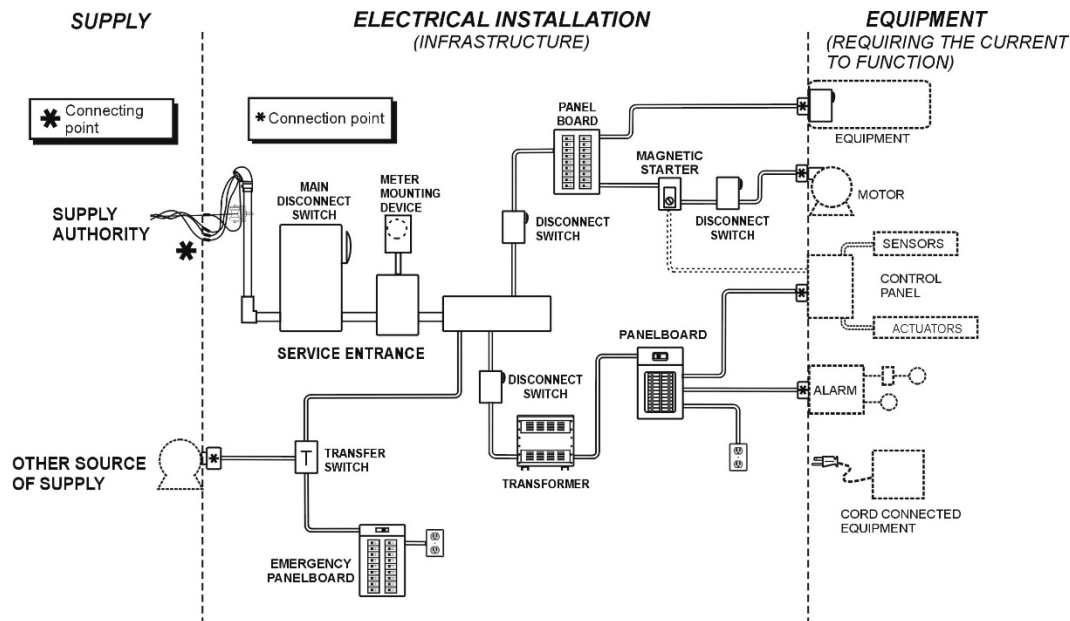 SUPPLY
ELECTRICAL INSTALLATION
(INFRASTRUCTURE)
EQUIPMENT
(REQUIRING THE CURRENT
TO FUNCTION)
* Connecting
point
* Connection point
PANEL
BOARD
EQUIPMENT
MAGNETIC
STARTER
MAIN
DISCONNECT
SWITCH
METER
MOUNTING
DEVICE
MOTOR
SUPPLY
AUTHORITY
*
DISCONNECT
SWITCH
DISCONNECT
SWITCH
SENSORS
CONTROL
PANEL
ACTUATORS
SERVICE ENTRANCE
PANELBOARD
DISCONNECT
SWITCH
ALARM
OTHER SOURCE
OF SUPPLY
T
TRANSFER
SWITCH
TRANSFORMER
CORD CONNECTED
EQUIPMENT
EMERGENCY
PANELBOARD